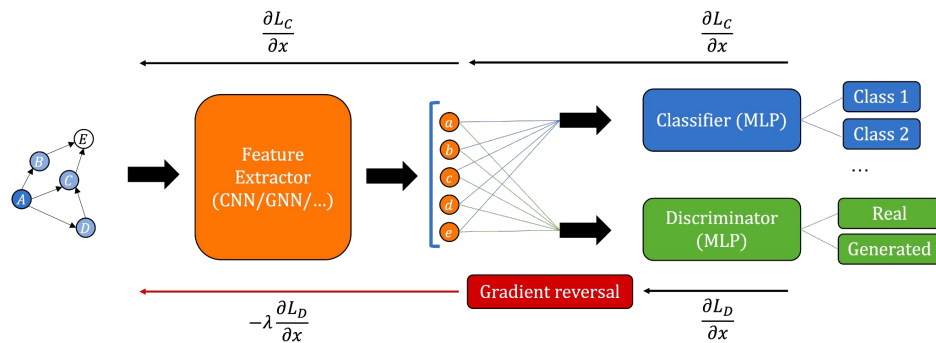 ∂L_C/∂x
∂L_C/∂x
E
B
C
A
D
Feature
Extractor
(CNN/GNN/...)
a
b
c
d
e
Classifier (MLP)
Class 1
Class 2
...
Discriminator
(MLP)
Real
Generated
Gradient reversal
−λ ∂L_D/∂x
∂L_D/∂x